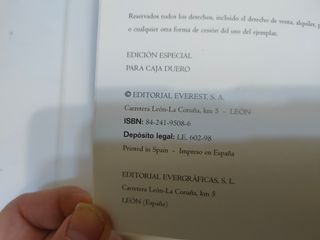 Reservados todos los derechos, incluido el derecho de venta, alquiler,
o cualquier otra forma de cesión del uso del ejemplar.
EDICIÓN ESPECIAL
PARA CAJA DUERO
© EDITORIAL EVEREST, S. A.
Carretera León-La Coruña, km 5 - LEÓN
ISBN: 84-241-9508-6
Depósito legal: LE. 602-98
Printed in Spain - Impreso en España
EDITORIAL EVERGRÁFICAS, S. L.
Carretera León-La Coruña, km 5
LEÓN (España)